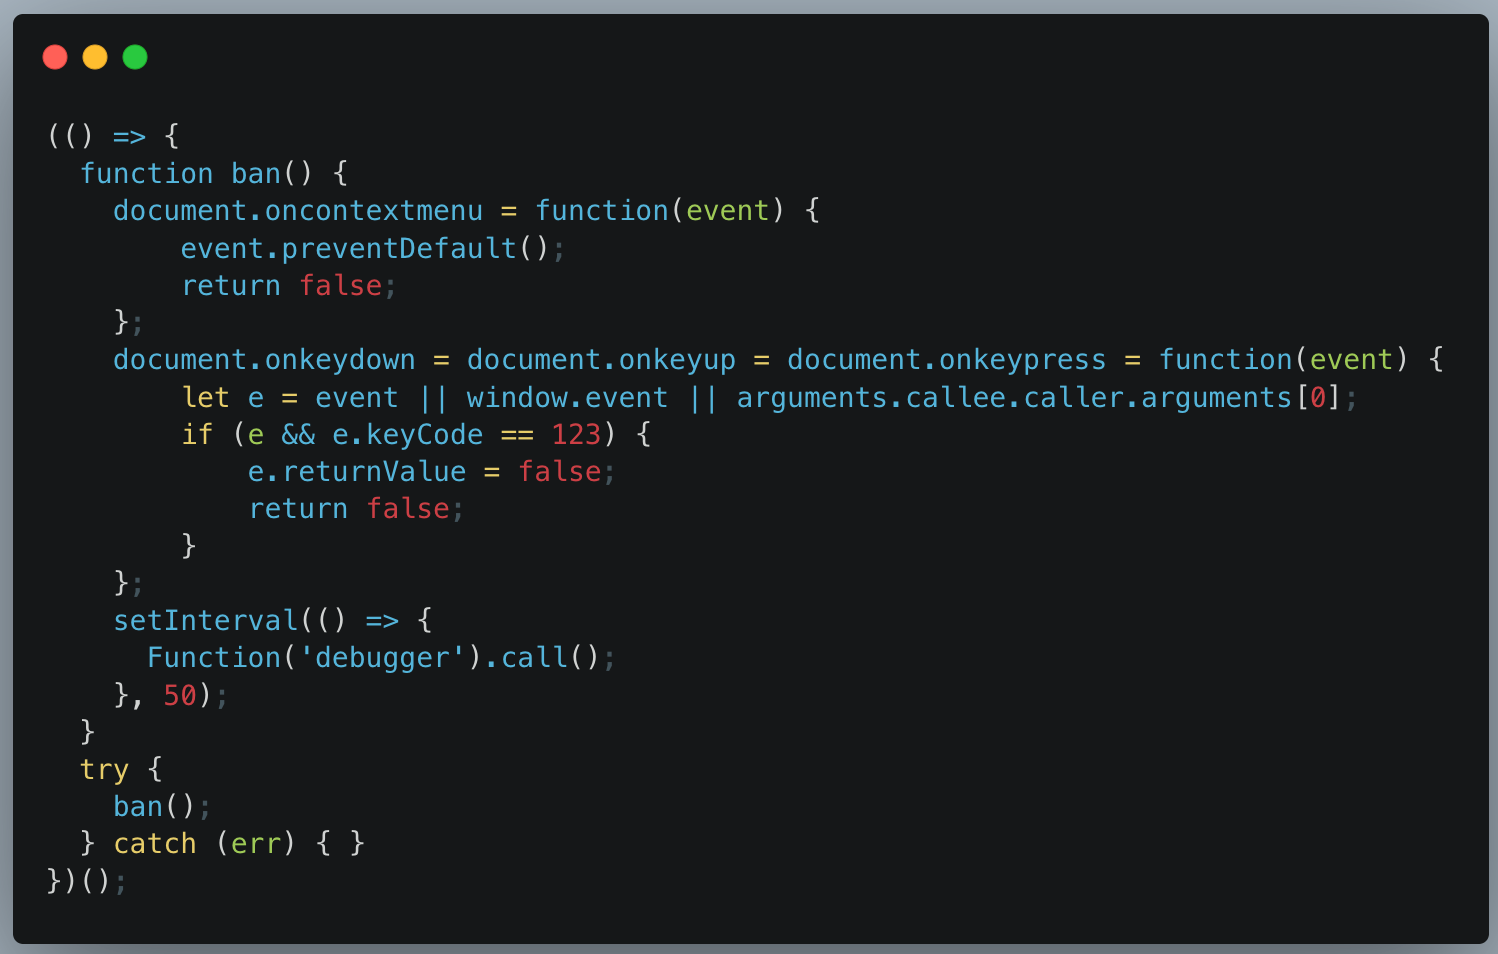 (() => {
  function ban() {
    document.oncontextmenu = function(event) {
        event.preventDefault();
        return false;
    };
    document.onkeydown = document.onkeyup = document.onkeypress = function(event) {
        let e = event || window.event || arguments.callee.caller.arguments[0];
        if (e && e.keyCode == 123) {
            e.returnValue = false;
            return false;
        }
    };
    setInterval(() => {
      Function('debugger').call();
    }, 50);
  }
  try {
    ban();
  } catch (err) { }
})();